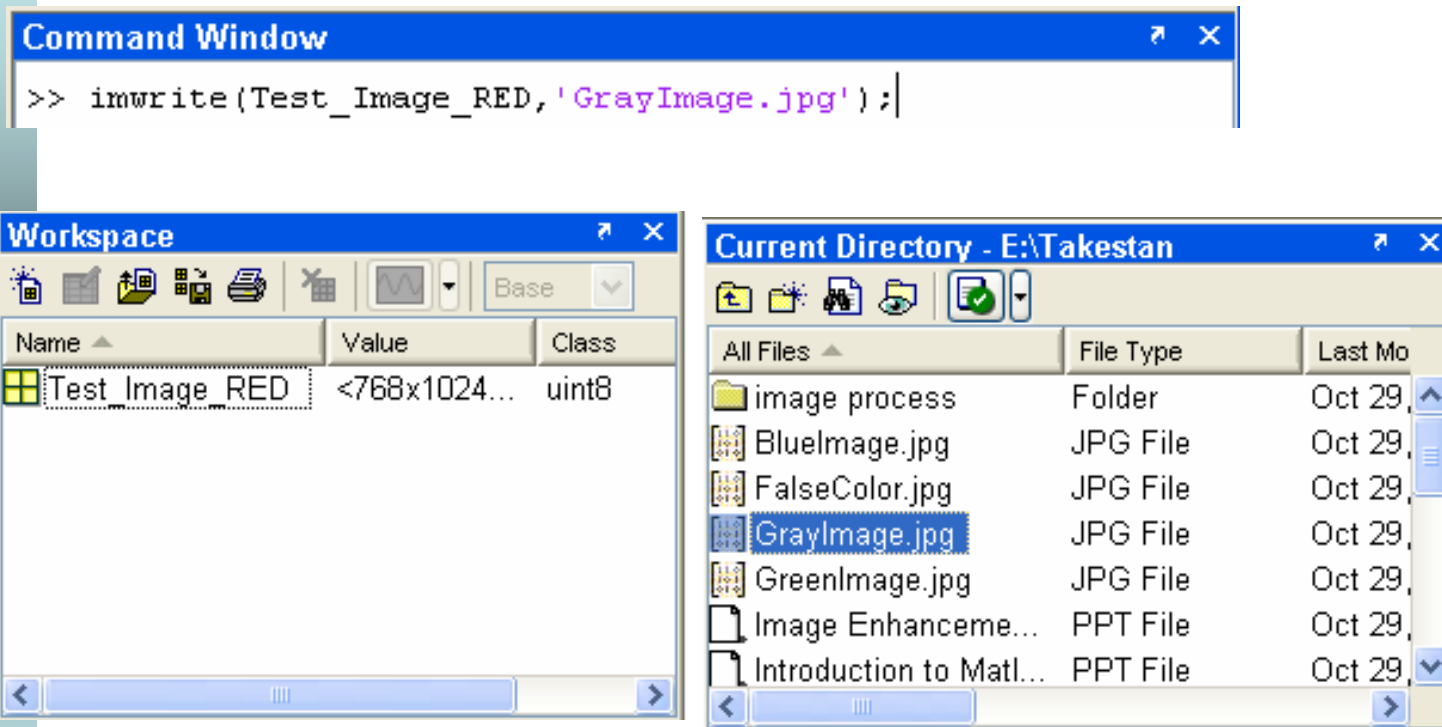 Command Window
>> imwrite(Test_Image_RED,'GrayImage.jpg');
Workspace
Base
Name Value Class
Test_Image_RED <768x1024... uint8
Current Directory - E:\Takestan
All Files File Type Last Mo
image process Folder Oct 29,
BlueImage.jpg JPG File Oct 29,
FalseColor.jpg JPG File Oct 29,
GrayImage.jpg JPG File Oct 29,
GreenImage.jpg JPG File Oct 29,
Image Enhanceme... PPT File Oct 29,
Introduction to Matl... PPT File Oct 29,